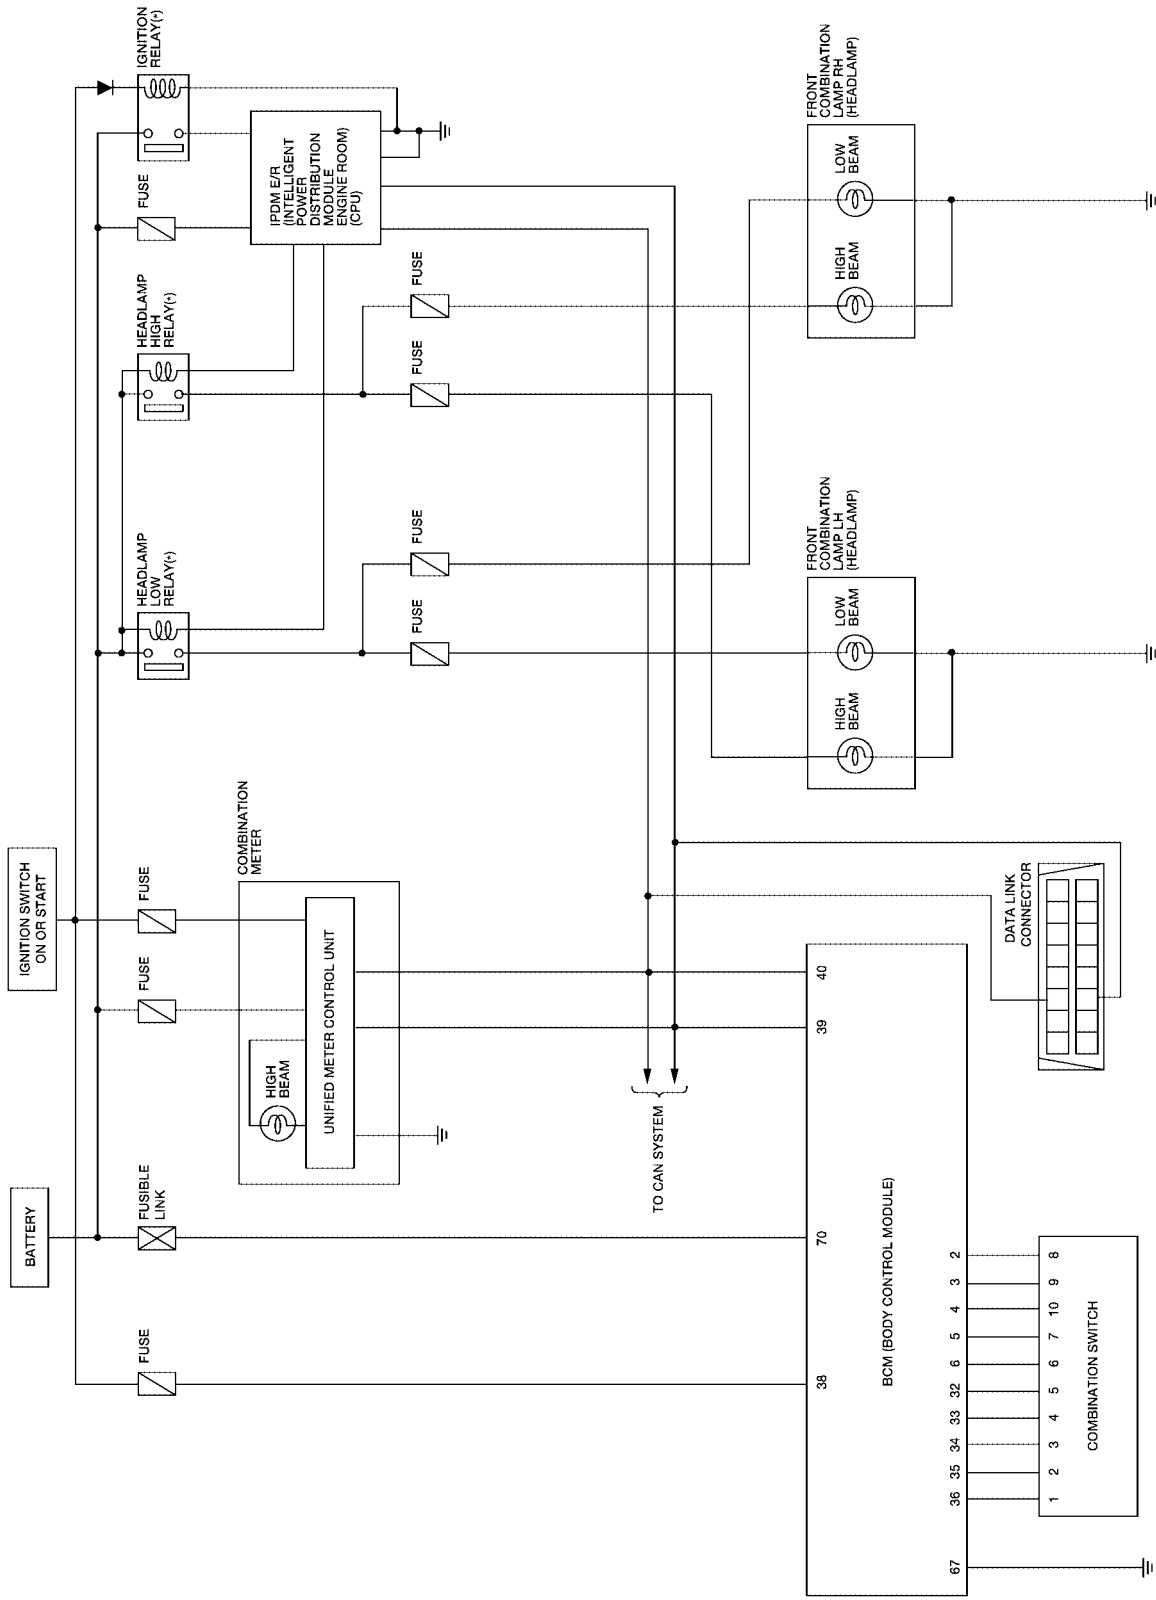 BATTERY
IGNITION SWITCH
ON OR START
FUSE
FUSIBLE
LINK
FUSE
FUSE
HEADLAMP
LOW
RELAY(*)
HEADLAMP
HIGH
RELAY(*)
FUSE
IGNITION
RELAY(*)
COMBINATION
METER
HIGH
BEAM
UNIFIED METER CONTROL UNIT
IPDM E/R
(INTELLIGENT
POWER
DISTRIBUTION
MODULE
ENGINE ROOM)
(CPU)
FUSE
FUSE
FUSE
FUSE
TO CAN SYSTEM
FRONT
COMBINATION
LAMP LH
(HEADLAMP)
HIGH
BEAM
LOW
BEAM
FRONT
COMBINATION
LAMP RH
(HEADLAMP)
HIGH
BEAM
LOW
BEAM
38
70
39
40
BCM (BODY CONTROL MODULE)
67
36
35
34
33
32
6
5
4
3
2
1
2
3
4
5
6
7
10
9
8
COMBINATION SWITCH
DATA LINK
CONNECTOR